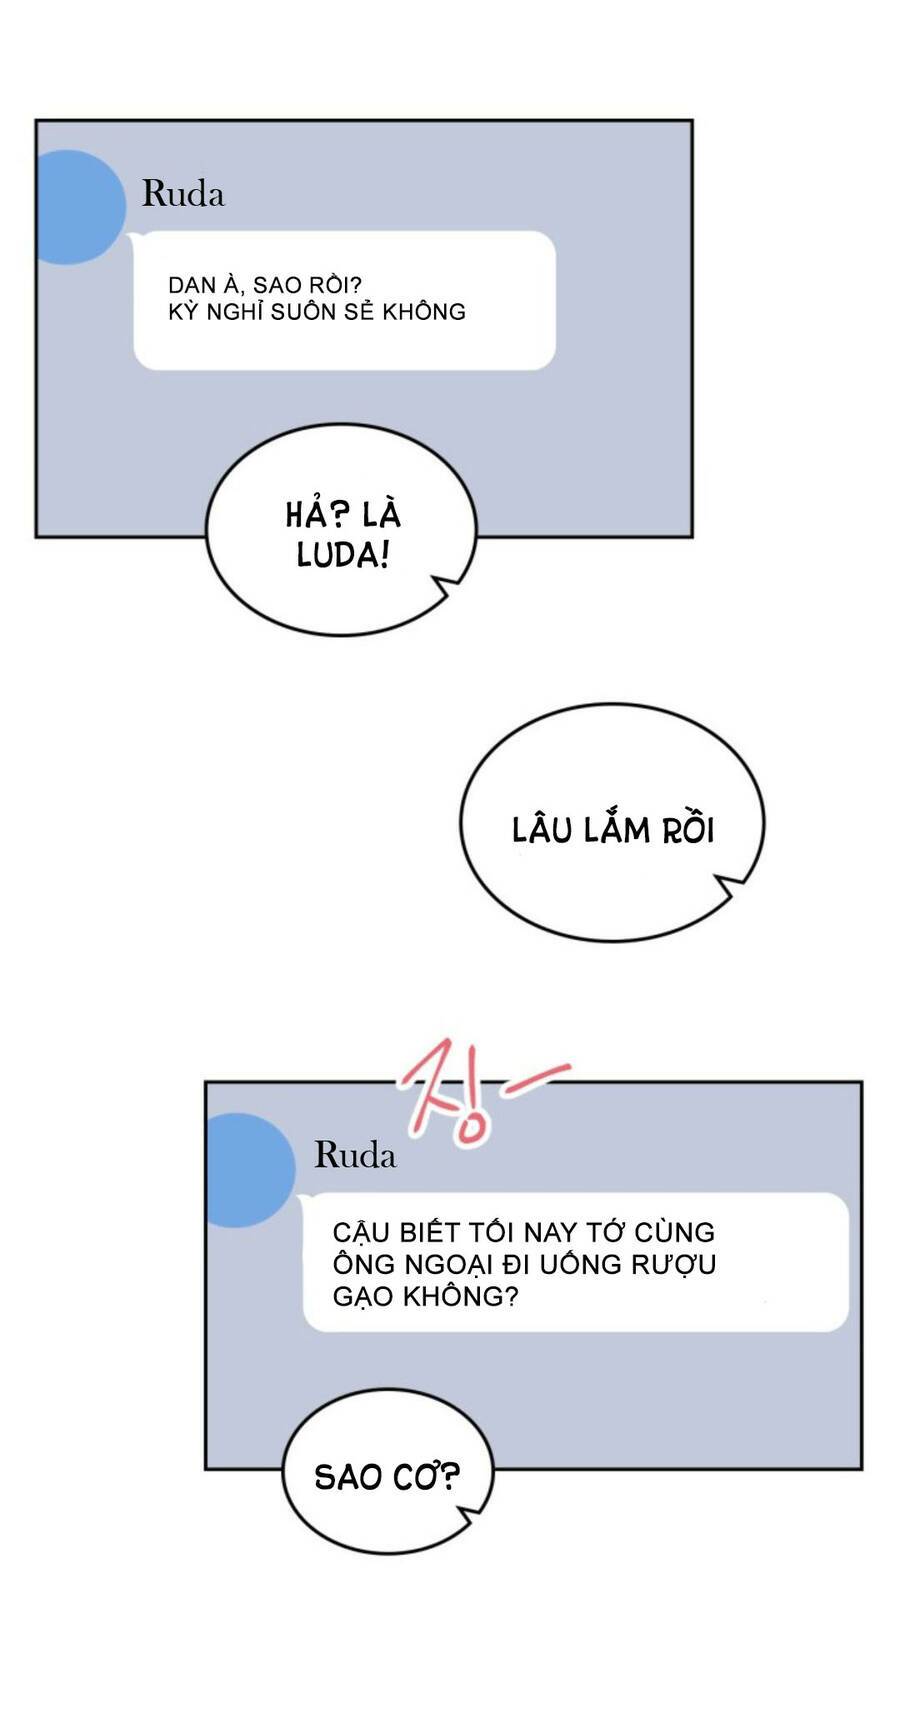 Ruda
DAN À, SAO RỒI?
KỲ NGHỈ SUÔN SẺ KHÔNG
HẢ? LÀ
LUDA!
LÂU LẮM RỒI
징-
Ruda
CẬU BIẾT TỐI NAY TỚ CÙNG
ÔNG NGOẠI ĐI UỐNG RƯỢU
GẠO KHÔNG?
SAO CƠ?